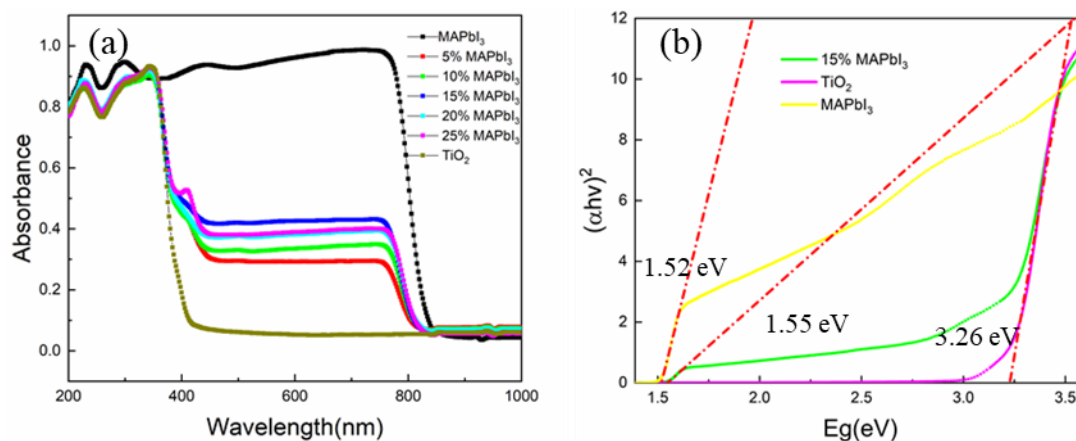 (a)
MAPbI₃
5% MAPbI₃
10% MAPbI₃
15% MAPbI₃
20% MAPbI₃
25% MAPbI₃
TiO₂
Absorbance
1.0
0.8
0.6
0.4
0.2
0.0
200 400 600 800 1000
Wavelength(nm)
(b)
15% MAPbI₃
TiO₂
MAPbI₃
(αhν)²
12
10
8
6
4
2
0
1.52 eV
1.55 eV
3.26 eV
1.5 2.0 2.5 3.0 3.5
Eg(eV)